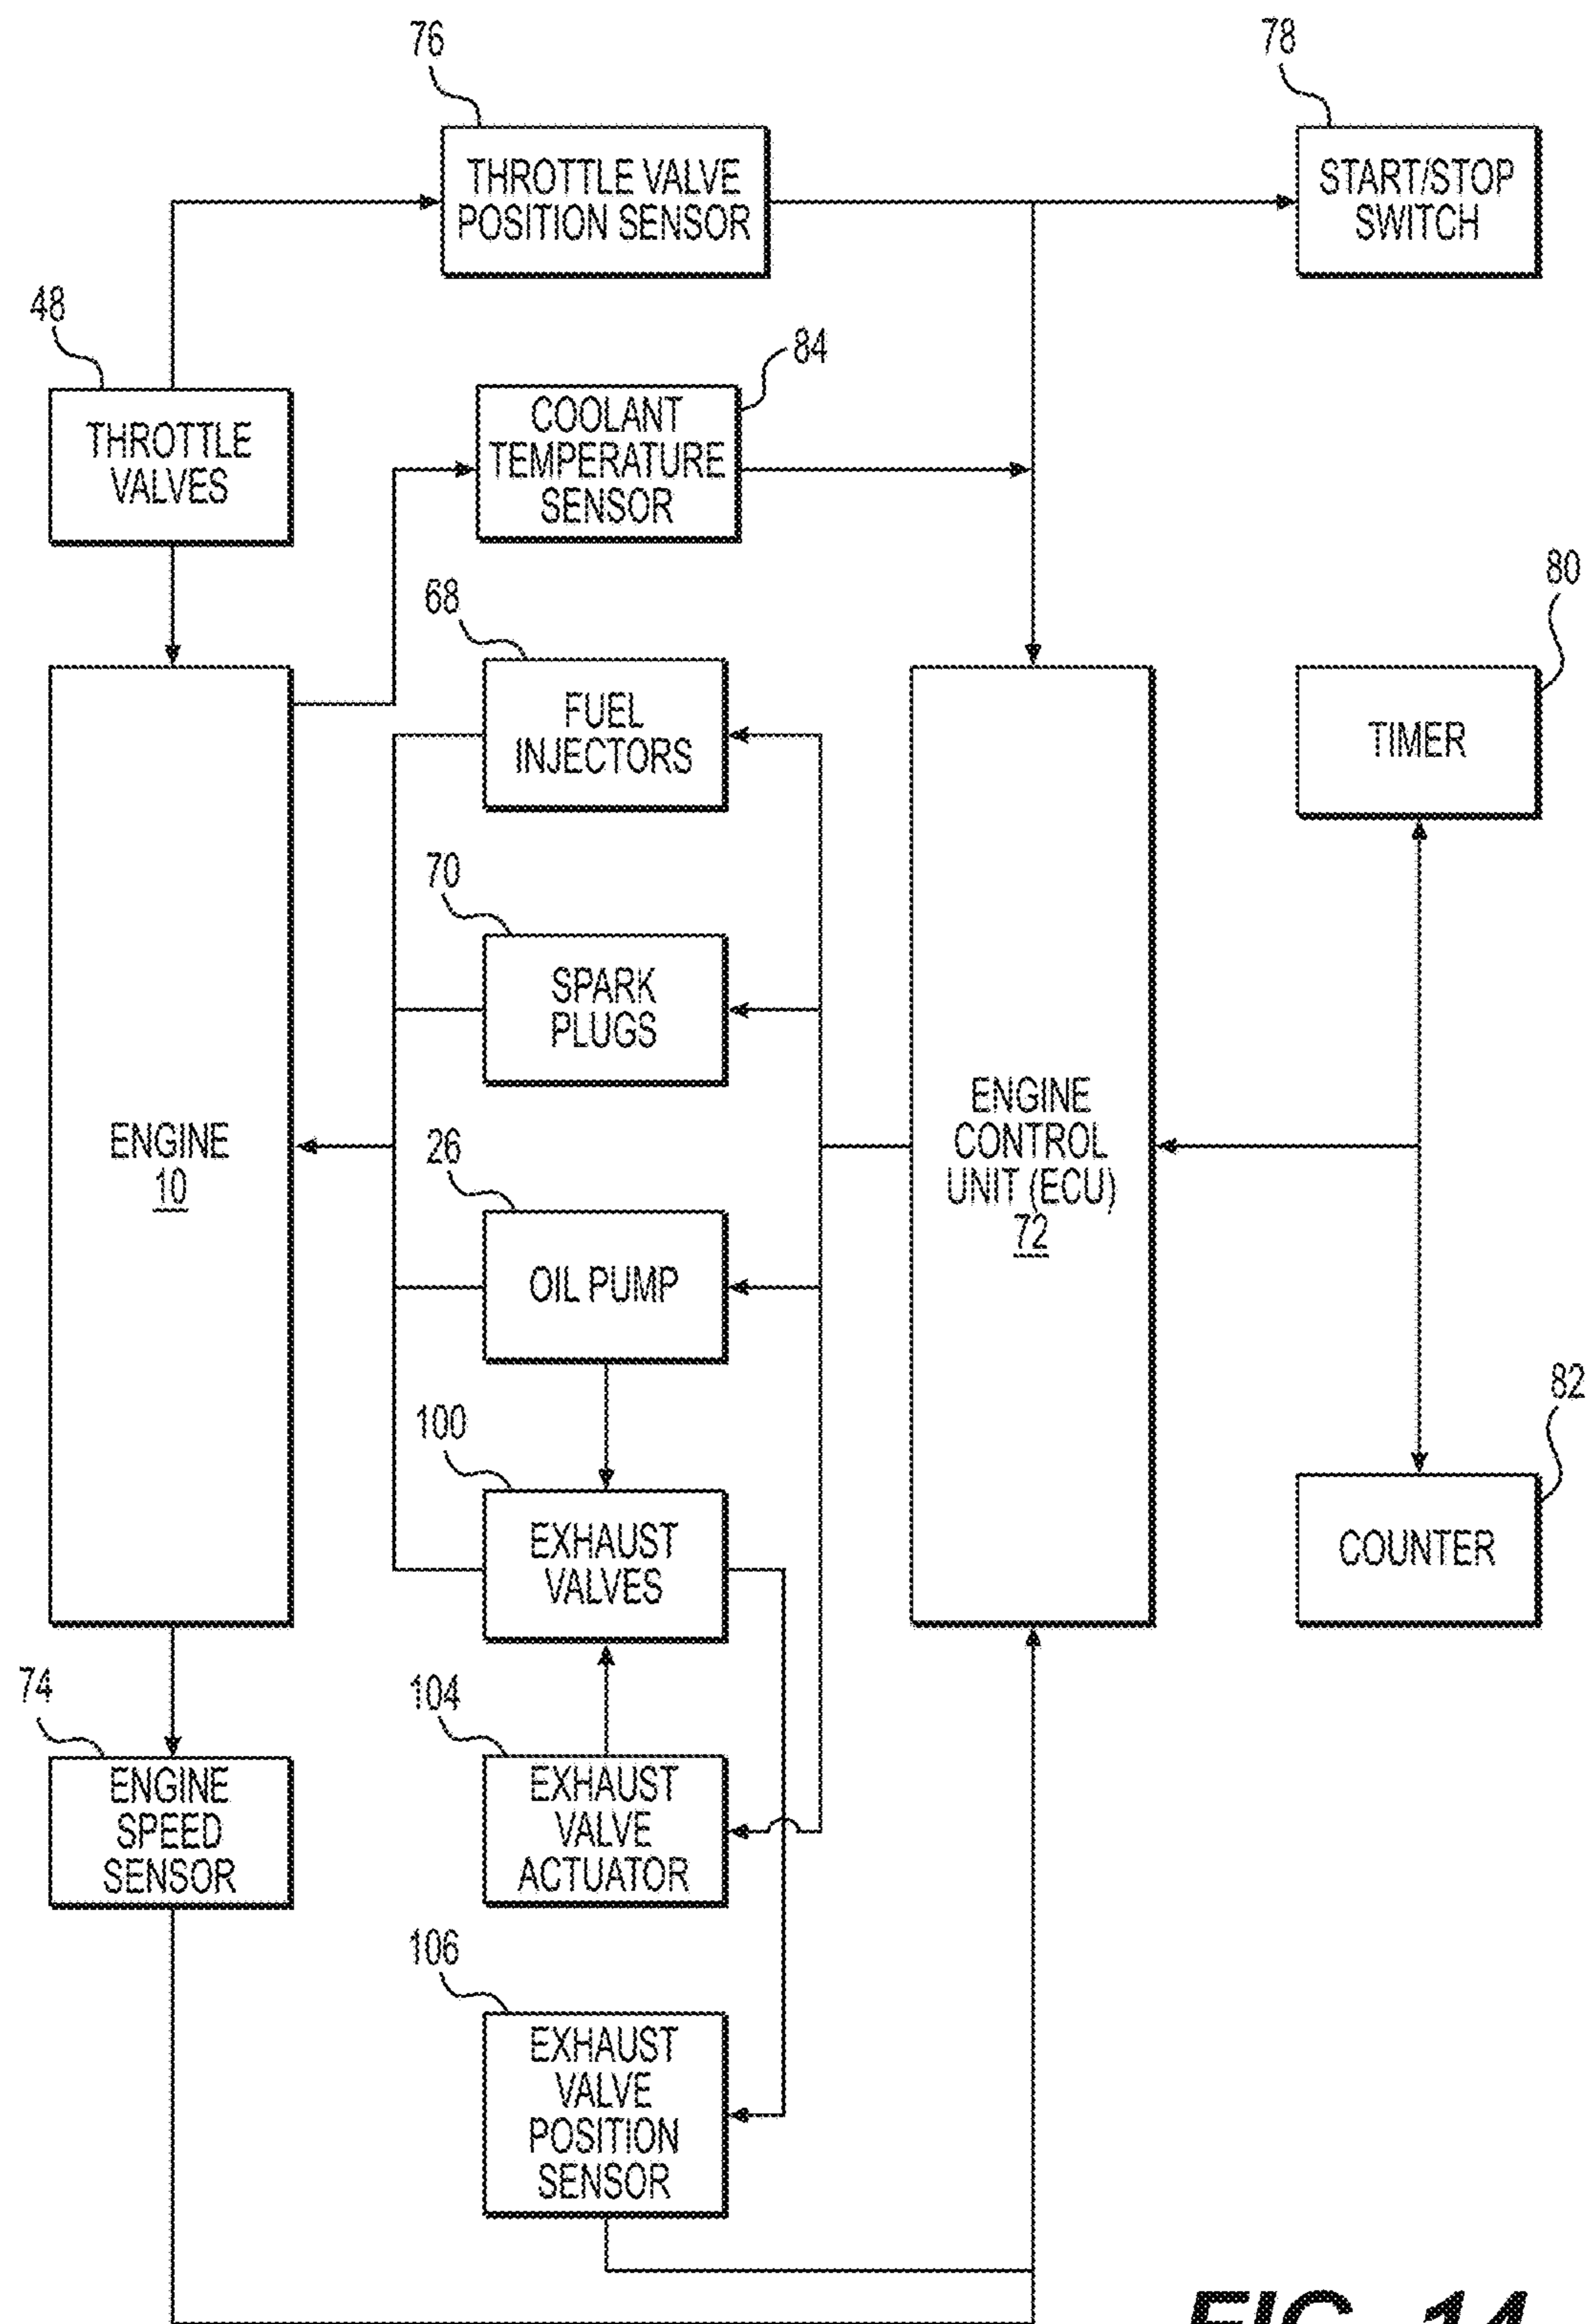 76
78
THROTTLE VALVE
POSITION SENSOR
START/STOP
SWITCH
48
84
THROTTLE
VALVES
COOLANT
TEMPERATURE
SENSOR
80
68
FUEL
INJECTORS
TIMER
70
SPARK
PLUGS
ENGINE
10
ENGINE
CONTROL
UNIT (ECU)
72
26
OIL PUMP
82
100
EXHAUST
VALVES
COUNTER
74
104
ENGINE
SPEED
SENSOR
EXHAUST
VALVE
ACTUATOR
106
EXHAUST
VALVE
POSITION
SENSOR
FIG. 14